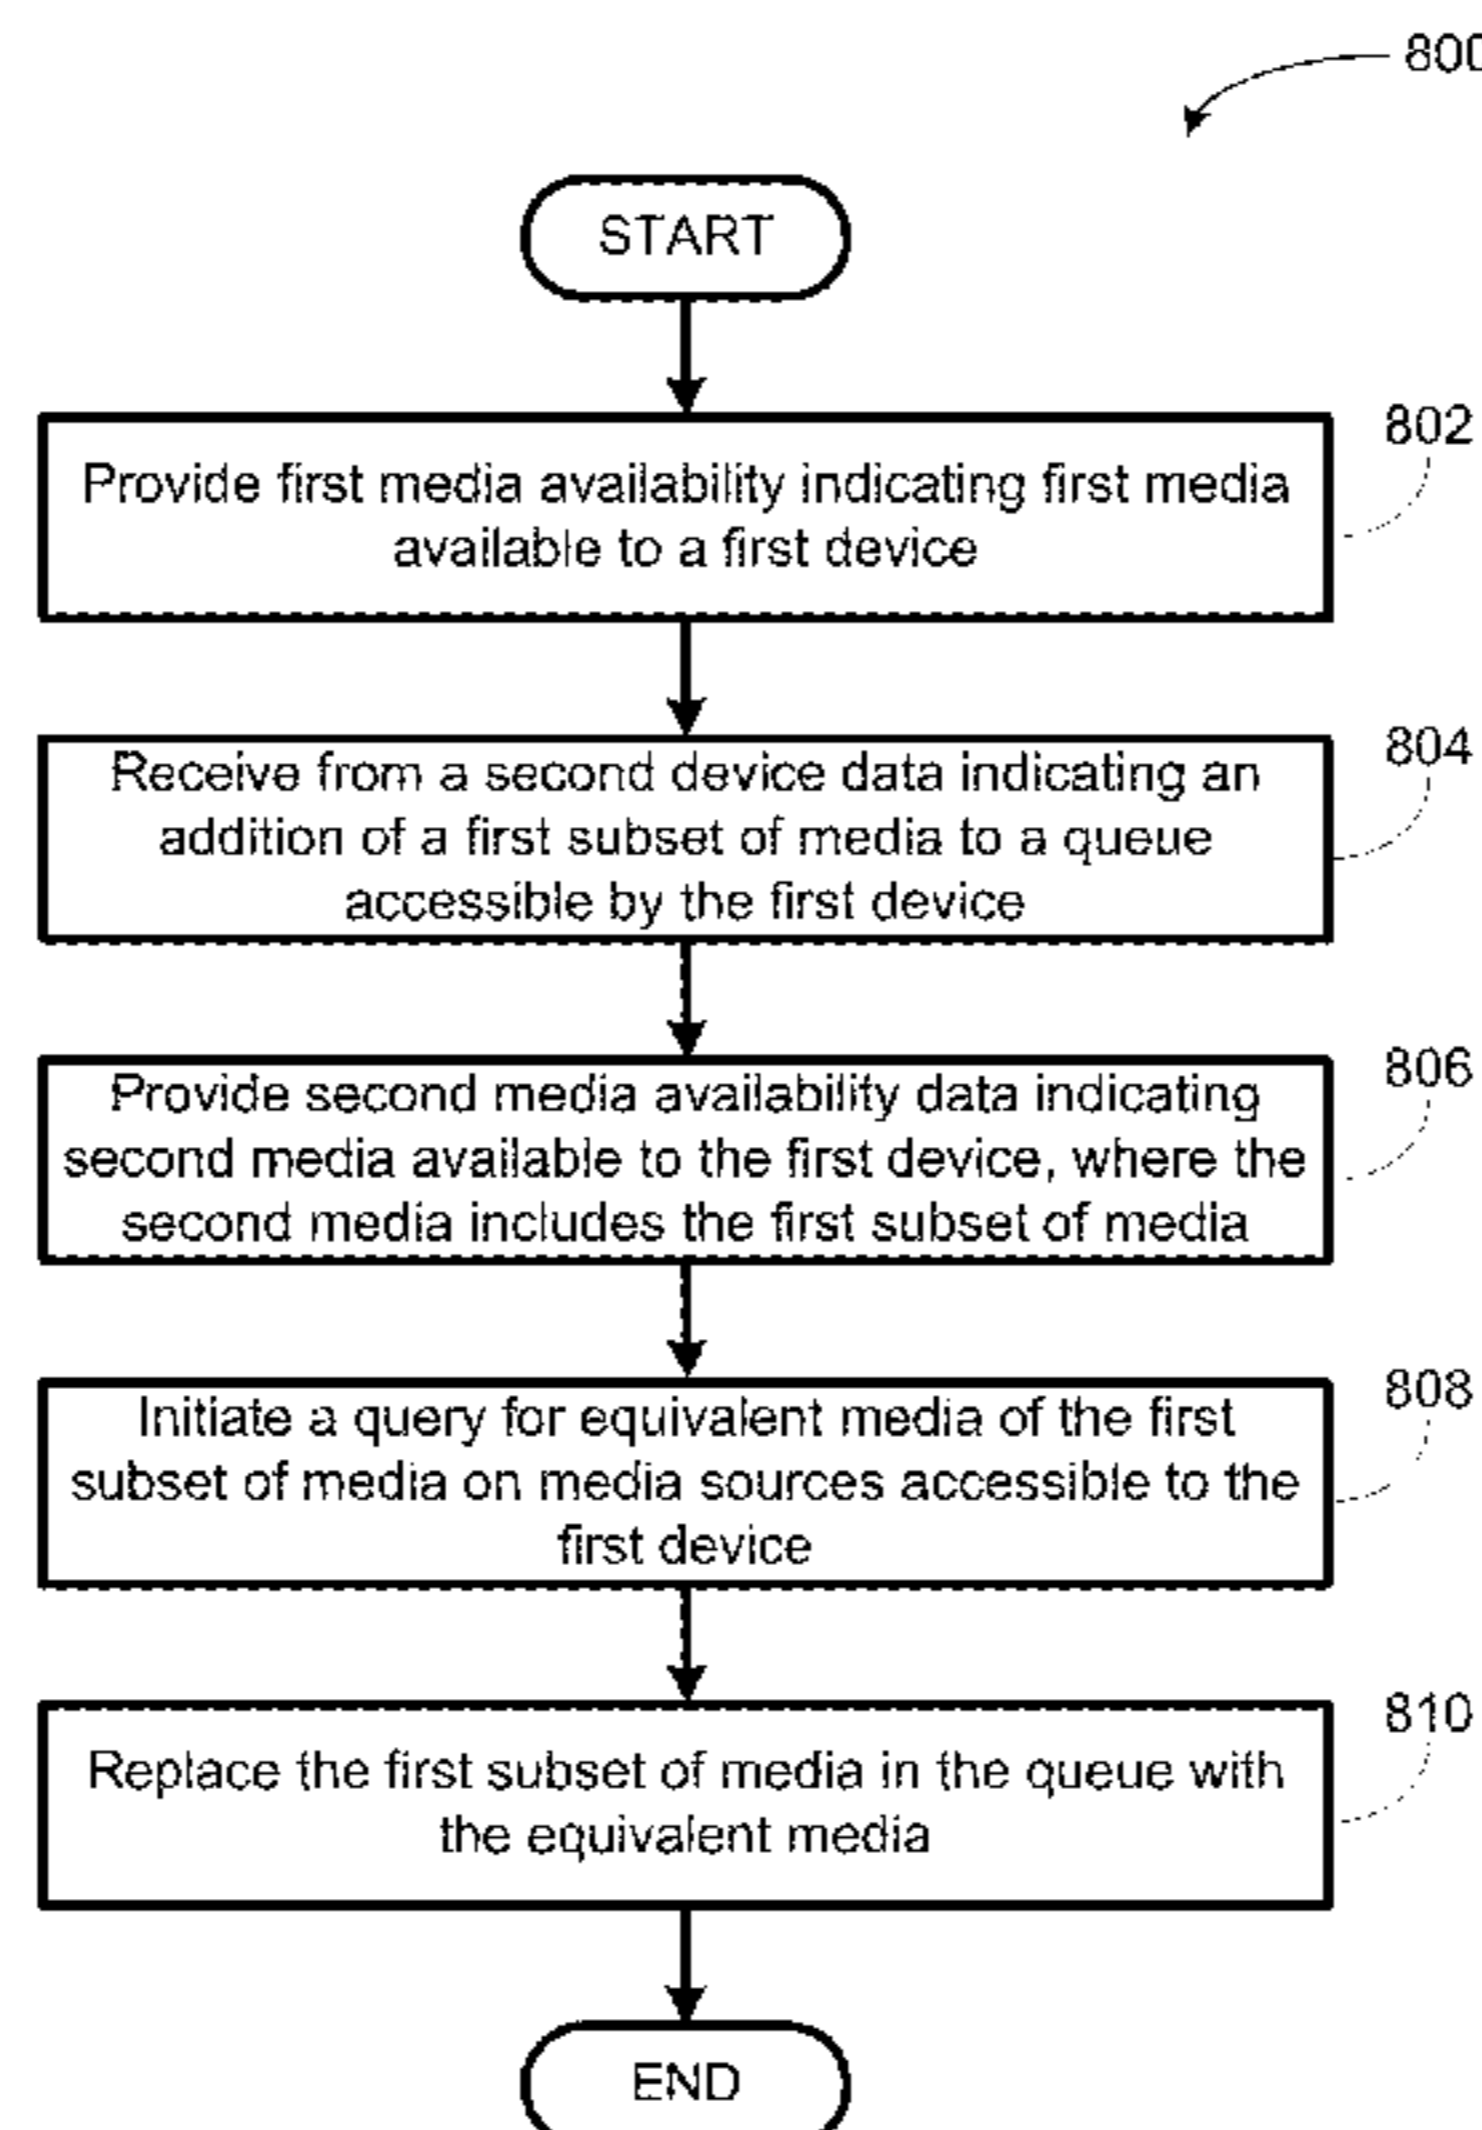 800
START
802
Provide first media availability indicating first media
available to a first device
804
Receive from a second device data indicating an
addition of a first subset of media to a queue
accessible by the first device
806
Provide second media availability data indicating
second media available to the first device, where the
second media includes the first subset of media
808
Initiate a query for equivalent media of the first
subset of media on media sources accessible to the
first device
810
Replace the first subset of media in the queue with
the equivalent media
END